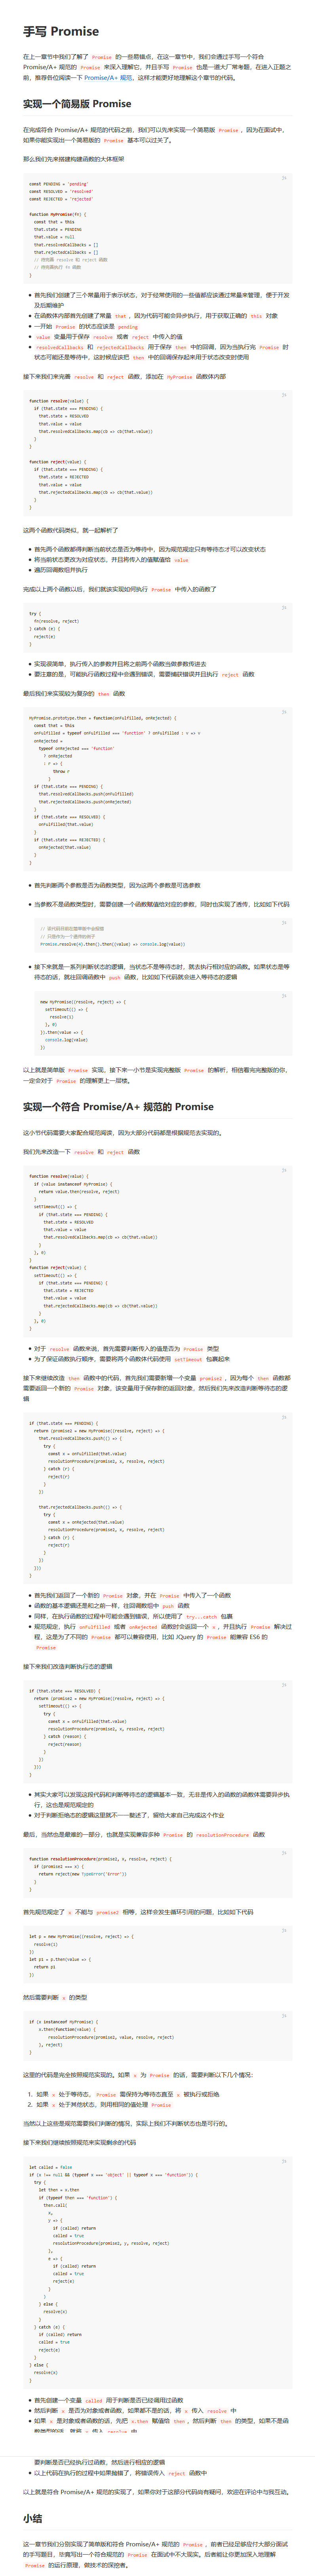 手写 Promise
在上一章节中我们了解了 Promise 的一些易错点，在这一章节中，我们会通过手写一个符合
Promise/A+ 规范的 Promise 来深入理解它，并且手写 Promise 也是一道大厂常考题，在进入正题之
前，推荐各位阅读一下 Promise/A+ 规范，这样才能更好地理解这个章节的代码。
实现一个简易版 Promise
在完成符合 Promise/A+ 规范的代码之前，我们可以先来实现一个简易版 Promise，因为在面试中，
如果你能实现出一个简易版的 Promise 基本可以过关了。
那么我们先来搭建构建函数的大体框架
js
const PENDING = 'pending'
const RESOLVED = 'resolved'
const REJECTED = 'rejected'
function MyPromise(fn) {
const that = this
that.state = PENDING
that.value = null
that.resolvedCallbacks = []
that.rejectedCallbacks = []
// 待完善 resolve 和 reject 函数
// 待完善执行 fn 函数
}
• 首先我们创建了三个常量用于表示状态，对于经常使用的一些值都应该通过常量来管理，便于开发
及后期维护
• 在函数体内部首先创建了常量 that，因为代码可能会异步执行，用于获取正确的 this 对象
• 一开始 Promise 的状态应该是 pending
• value 变量用于保存 resolve 或者 reject 中传入的值
• resolvedCallbacks 和 rejectedCallbacks 用于保存 then 中的回调，因为当执行完 Promise 时
状态可能还是等待中，这时候应该把 then 中的回调保存起来用于状态改变时使用
接下来我们来完善 resolve 和 reject 函数，添加在 MyPromise 函数体内部
js
function resolve(value) {
if (that.state === PENDING) {
that.state = RESOLVED
that.value = value
that.resolvedCallbacks.map(cb => cb(that.value))
}
}
function reject(value) {
if (that.state === PENDING) {
that.state = REJECTED
that.value = value
that.rejectedCallbacks.map(cb => cb(that.value))
}
}
这两个函数代码类似，就一起解析了
• 首先两个函数都得判断当前状态是否为等待中，因为规范规定只有等待态才可以改变状态
• 将当前状态更改为对应状态，并且将传入的值赋值给 value
• 遍历回调数组并执行
完成以上两个函数以后，我们就该实现如何执行 Promise 中传入的函数了
js
try {
fn(resolve, reject)
} catch (e) {
reject(e)
}
• 实现很简单，执行传入的参数并且将之前两个函数当做参数传进去
• 要注意的是，可能执行函数过程中会遇到错误，需要捕获错误并且执行 reject 函数
最后我们来实现较为复杂的 then 函数
js
MyPromise.prototype.then = function(onFulfilled, onRejected) {
const that = this
onFulfilled = typeof onFulfilled === 'function' ? onFulfilled : v => v
onRejected =
typeof onRejected === 'function'
? onRejected
: r => {
throw r
}
if (that.state === PENDING) {
that.resolvedCallbacks.push(onFulfilled)
that.rejectedCallbacks.push(onRejected)
}
if (that.state === RESOLVED) {
onFulfilled(that.value)
}
if (that.state === REJECTED) {
onRejected(that.value)
}
}
• 首先判断两个参数是否为函数类型，因为这两个参数是可选参数
• 当参数不是函数类型时，需要创建一个函数赋值给对应的参数，同时也实现了透传，比如如下代码
js
// 该代码目前在简单版中会报错
// 只是作为一个透传的例子
Promise.resolve(4).then().then((value) => console.log(value))
• 接下来就是一系列判断状态的逻辑，当状态不是等待态时，就去执行相对应的函数。如果状态是等
待态的话，就往回调函数中 push 函数，比如如下代码就会进入等待态的逻辑
js
new MyPromise((resolve, reject) => {
setTimeout(() => {
resolve(1)
}, 0)
}).then(value => {
console.log(value)
})
以上就是简单版 Promise 实现，接下来一小节是实现完整版 Promise 的解析，相信看完完整版的你，
一定会对于 Promise 的理解更上一层楼。
实现一个符合 Promise/A+ 规范的 Promise
这小节代码需要大家配合规范阅读，因为大部分代码都是根据规范去实现的。
我们先来改造一下 resolve 和 reject 函数
js
function resolve(value) {
if (value instanceof MyPromise) {
return value.then(resolve, reject)
}
setTimeout(() => {
if (that.state === PENDING) {
that.state = RESOLVED
that.value = value
that.resolvedCallbacks.map(cb => cb(that.value))
}
}, 0)
}
function reject(value) {
setTimeout(() => {
if (that.state === PENDING) {
that.state = REJECTED
that.value = value
that.rejectedCallbacks.map(cb => cb(that.value))
}
}, 0)
}
• 对于 resolve 函数来说，首先需要判断传入的值是否为 Promise 类型
• 为了保证函数执行顺序，需要将两个函数体代码使用 setTimeout 包裹起来
接下来继续改造 then 函数中的代码，首先我们需要新增一个变量 promise2，因为每个 then 函数都
需要返回一个新的 Promise 对象，该变量用于保存新的返回对象，然后我们先来改造判断等待态的逻
辑
js
if (that.state === PENDING) {
return (promise2 = new MyPromise((resolve, reject) => {
that.resolvedCallbacks.push(() => {
try {
const x = onFulfilled(that.value)
resolutionProcedure(promise2, x, resolve, reject)
} catch (r) {
reject(r)
}
})
that.rejectedCallbacks.push(() => {
try {
const x = onRejected(that.value)
resolutionProcedure(promise2, x, resolve, reject)
} catch (r) {
reject(r)
}
})
}))
}
• 首先我们返回了一个新的 Promise 对象，并在 Promise 中传入了一个函数
• 函数的基本逻辑还是和之前一样，往回调数组中 push 函数
• 同样，在执行函数的过程中可能会遇到错误，所以使用了 try...catch 包裹
• 规范规定，执行 onFulfilled 或者 onRejected 函数时会返回一个 x，并且执行 Promise 解决过
程，这是为了不同的 Promise 都可以兼容使用，比如 JQuery 的 Promise 能兼容 ES6 的
Promise
接下来我们改造判断执行态的逻辑
js
if (that.state === RESOLVED) {
return (promise2 = new MyPromise((resolve, reject) => {
setTimeout(() => {
try {
const x = onFulfilled(that.value)
resolutionProcedure(promise2, x, resolve, reject)
} catch (reason) {
reject(reason)
}
})
}))
}
• 其实大家可以发现这段代码和判断等待态的逻辑基本一致，无非是传入的函数的函数体需要异步执
行，这也是规范规定的
• 对于判断拒绝态的逻辑这里就不一一赘述了，留给大家自己完成这个作业
最后，当然也是最难的一部分，也就是实现兼容多种 Promise 的 resolutionProcedure 函数
js
function resolutionProcedure(promise2, x, resolve, reject) {
if (promise2 === x) {
return reject(new TypeError('Error'))
}
}
首先规范规定了 x 不能与 promise2 相等，这样会发生循环引用的问题，比如如下代码
js
let p = new MyPromise((resolve, reject) => {
resolve(1)
})
let p1 = p.then(value => {
return p1
})
然后需要判断 x 的类型
js
if (x instanceof MyPromise) {
x.then(function(value) {
resolutionProcedure(promise2, value, resolve, reject)
}, reject)
}
这里的代码是完全按照规范实现的。如果 x 为 Promise 的话，需要判断以下几个情况：
1. 如果 x 处于等待态，Promise 需保持为等待态直至 x 被执行或拒绝
2. 如果 x 处于其他状态，则用相同的值处理 Promise
当然以上这些是规范需要我们判断的情况，实际上我们不判断状态也是可行的。
接下来我们继续按照规范来实现剩余的代码
js
let called = false
if (x !== null && (typeof x === 'object' || typeof x === 'function')) {
try {
let then = x.then
if (typeof then === 'function') {
then.call(
x,
y => {
if (called) return
called = true
resolutionProcedure(promise2, y, resolve, reject)
},
e => {
if (called) return
called = true
reject(e)
}
)
} else {
resolve(x)
}
} catch (e) {
if (called) return
called = true
reject(e)
}
} else {
resolve(x)
}
• 首先创建一个变量 called 用于判断是否已经调用过函数
• 然后判断 x 是否为对象或者函数，如果都不是的话，将 x 传入 resolve 中
• 如果 x 是对象或者函数的话，先把 x.then 赋值给 then，然后判断 then 的类型，如果不是函
数类型的话，就将 x 传入 resolve 中
要判断是否已经执行过函数，然后进行相应的逻辑
• 以上代码在执行的过程中如果抛错了，将错误传入 reject 函数中
以上就是符合 Promise/A+ 规范的实现了，如果你对于这部分代码尚有疑问，欢迎在评论中与我互动。
小结
这一章节我们分别实现了简单版和符合 Promise/A+ 规范的 Promise，前者已经足够应付大部分面试
的手写题目，毕竟写出一个符合规范的 Promise 在面试中不大现实。后者能让你更加深入地理解
Promise 的运行原理，做技术的深挖者。